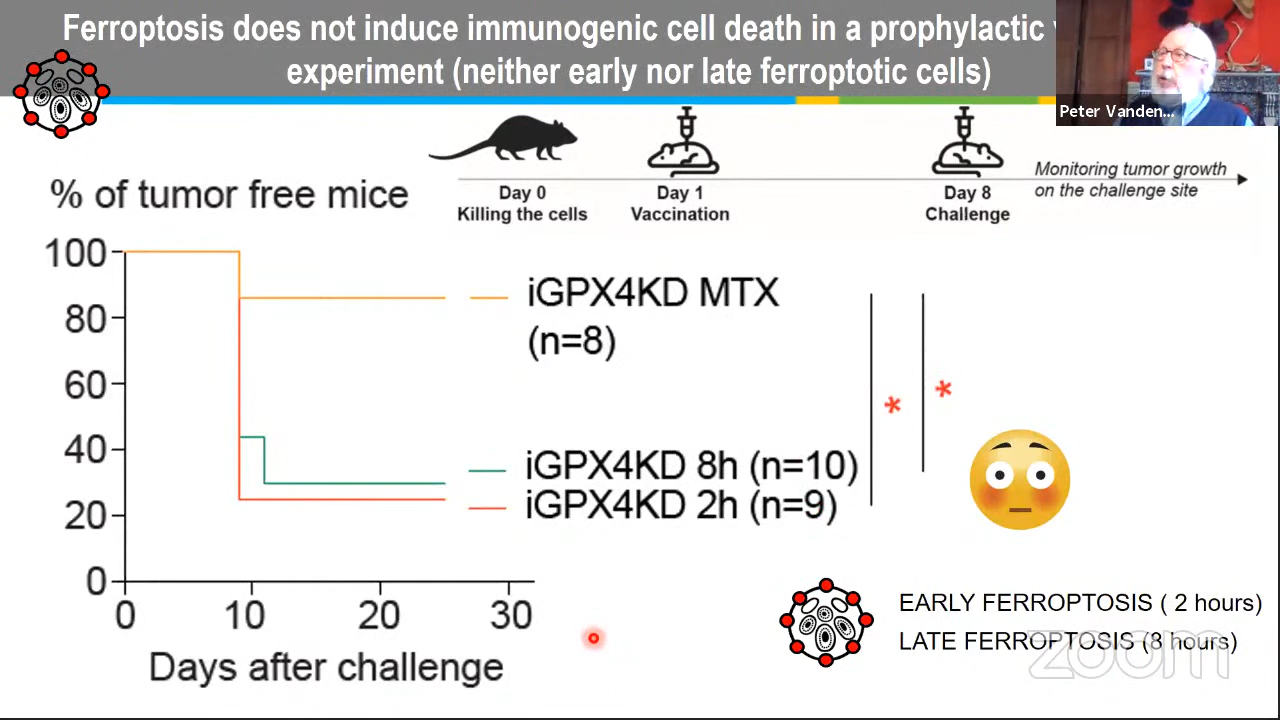 Ferroptosis does not induce immunogenic cell death in a prophylactic
experiment (neither early nor late ferroptotic cells)
Peter Vanden...
Day 0
Killing the cells
Day 1
Vaccination
Day 8
Challenge
Monitoring tumor growth
on the challenge site
% of tumor free mice
100
80
60
40
20
0
0
10
20
30
Days after challenge
iGPX4KD MTX
(n=8)
iGPX4KD 8h (n=10)
iGPX4KD 2h (n=9)
*
*
EARLY FERROPTOSIS ( 2 hours)
LATE FERROPTOSIS (8 hours)
zoom